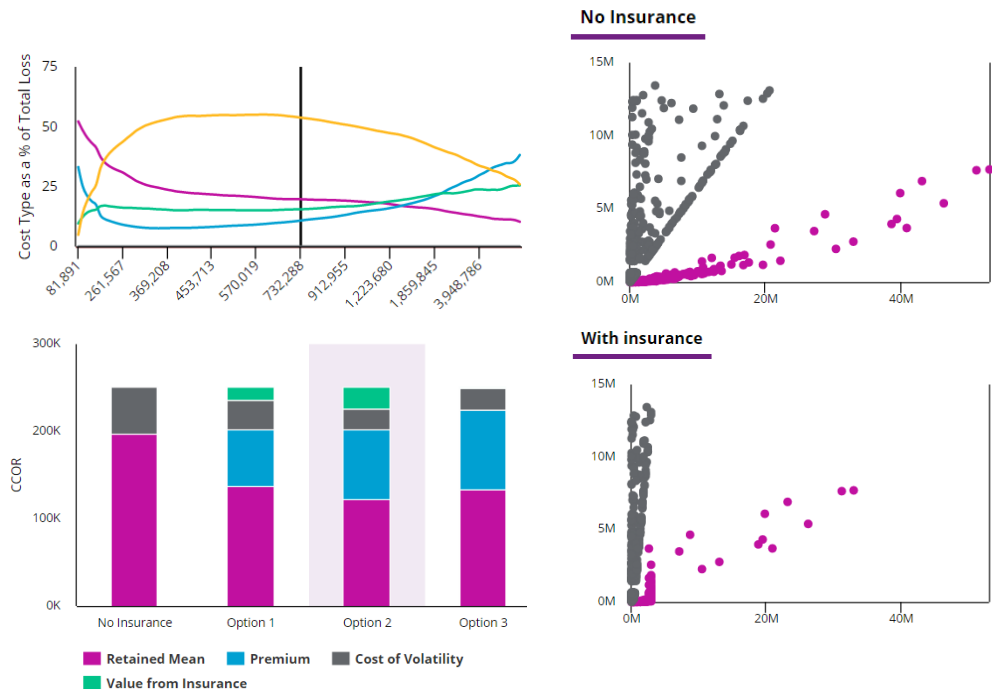 Cost Type as a % of Total Loss
75
50
25
0
81,891
261,567
369,208
453,713
570,019
732,288
912,955
1,223,680
1,859,845
3,948,786
No Insurance
15M
10M
5M
0M
0M
20M
40M
CCOR
300K
200K
100K
0K
No Insurance
Option 1
Option 2
Option 3
Retained Mean
Premium
Cost of Volatility
Value from Insurance
With insurance
15M
10M
5M
0M
0M
20M
40M